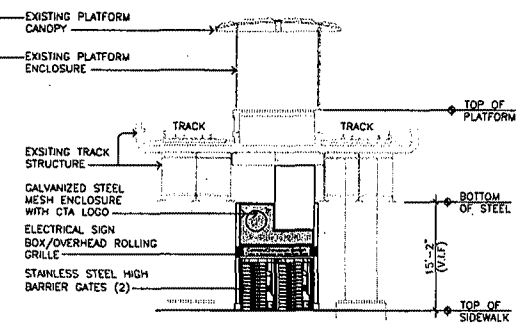 EXISTING PLATFORM
CANOPY
EXISTING PLATFORM
ENCLOSURE
TOP OF
PLATFORM
TRACK
TRACK
EXSITING TRACK
STRUCTURE
GALVANIZED STEEL
MESH ENCLOSURE
WITH CTA LOGO
BOTTOM
OF STEEL
ELECTRICAL SIGN
BOX/OVERHEAD ROLLING
GRILLE
15'-2"
(V.I.F)
STAINLESS STEEL HIGH
BARRIER GATES (2)
TOP OF
SIDEWALK